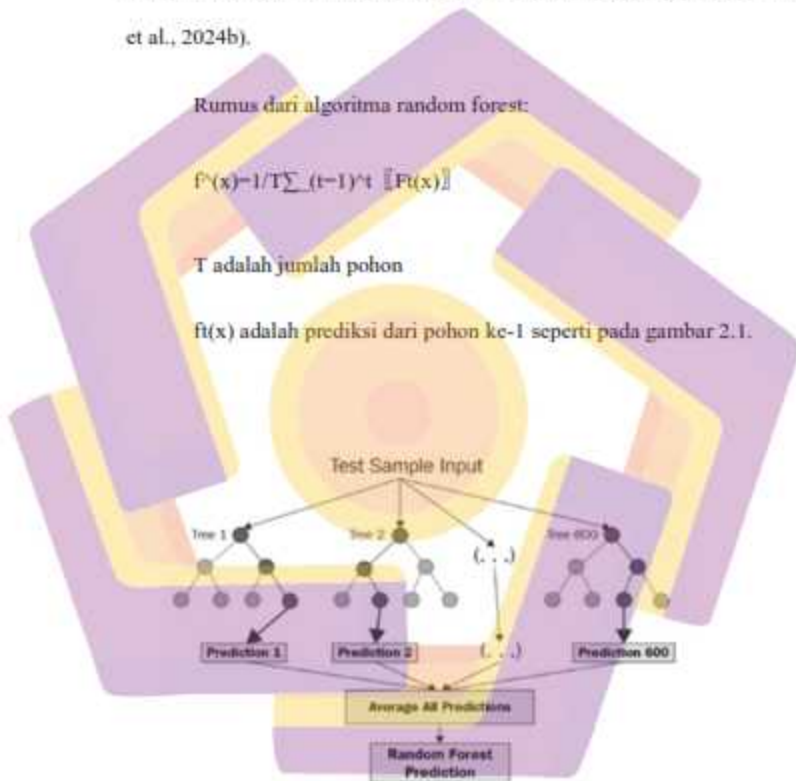 et al., 2024b).
Rumus dari algoritma random forest:
f^(x)=1/T∑_(t=1)^t 〖Ft(x)〗
T adalah jumlah pohon
ft(x) adalah prediksi dari pohon ke-1 seperti pada gambar 2.1.
Test Sample Input
Tree 1 Tree 2 (. . .) Tree 600
Prediction 1 Prediction 2 (. . .) Prediction 600
Average All Predictions
Random Forest
Prediction